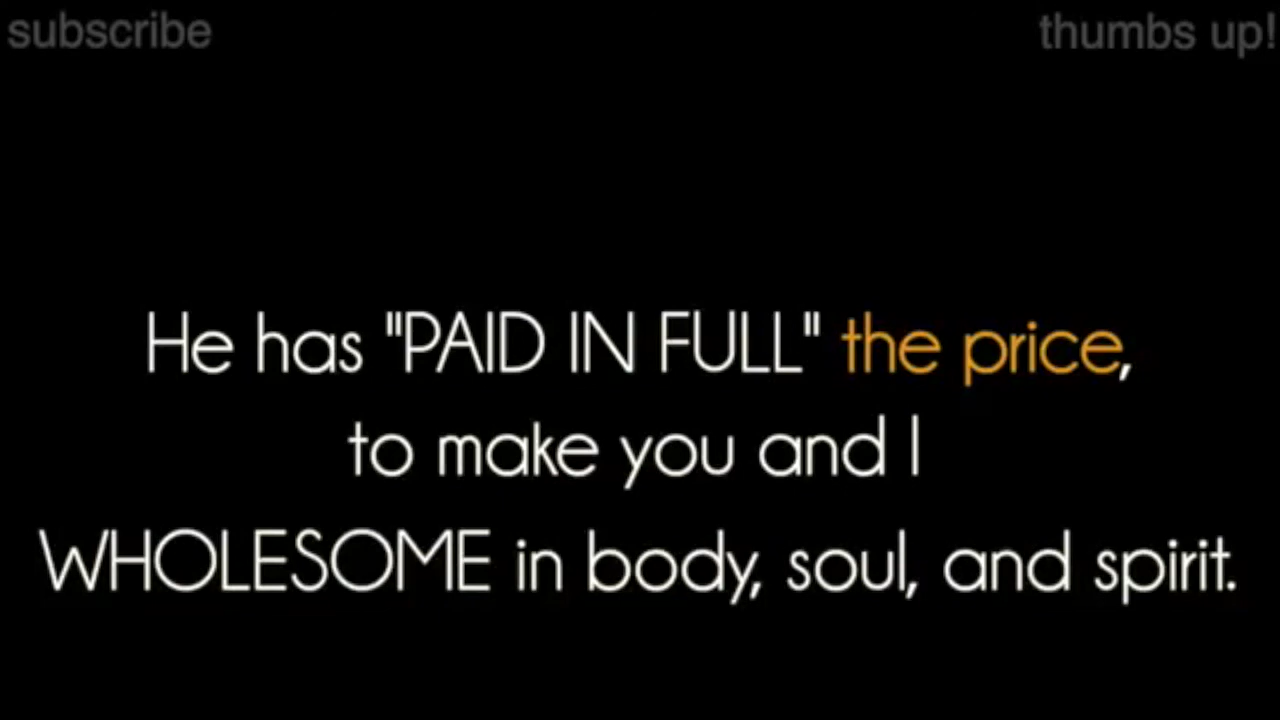 subscribe
thumbs up!
He has "PAID IN FULL" the price,
to make you and I
WHOLESOME in body, soul, and spirit.